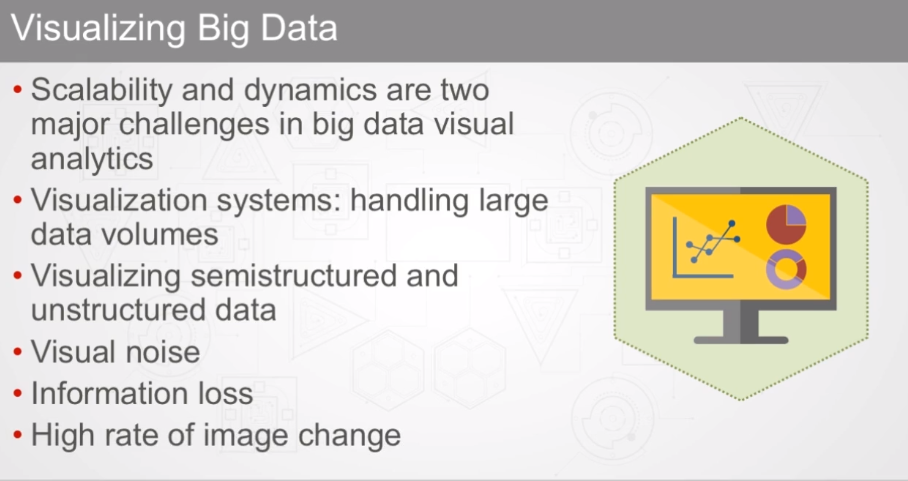 Visualizing Big Data
• Scalability and dynamics are two
major challenges in big data visual
analytics
• Visualization systems: handling large
data volumes
• Visualizing semistructured and
unstructured data
• Visual noise
• Information loss
• High rate of image change